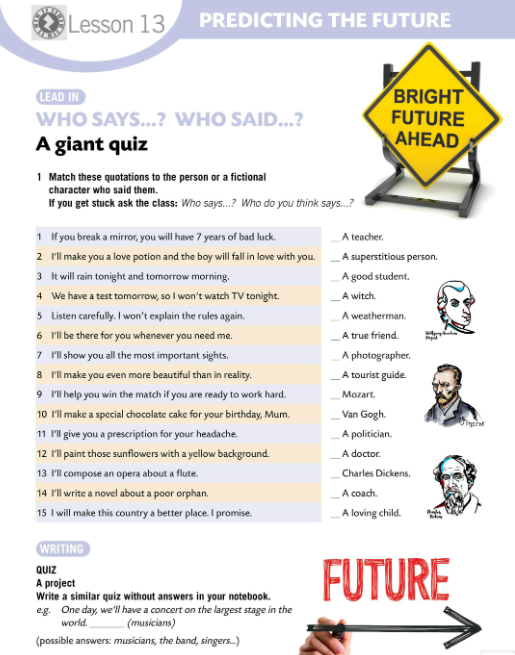 Lesson 13
PREDICTING THE FUTURE
LEAD IN
WHO SAYS...? WHO SAID...?
A giant quiz
BRIGHT
FUTURE
AHEAD
1 Match these quotations to the person or a fictional
character who said them.
If you get stuck ask the class: Who says...? Who do you think says...?
1 If you break a mirror, you will have 7 years of bad luck.
__ A teacher.
2 I'll make you a love potion and the boy will fall in love with you.
__ A superstitious person.
3 It will rain tonight and tomorrow morning.
__ A good student.
4 We have a test tomorrow, so I won't watch TV tonight.
__ A witch.
5 Listen carefully. I won't explain the rules again.
__ A weatherman.
6 I'll be there for you whenever you need me.
__ A true friend.
7 I'll show you all the most important sights.
__ A photographer.
8 I'll make you even more beautiful than in reality.
__ A tourist guide.
9 I'll help you win the match if you are ready to work hard.
__ Mozart.
10 I'll make a special chocolate cake for your birthday, Mum.
__ Van Gogh.
11 I'll give you a prescription for your headache.
__ A politician.
12 I'll paint those sunflowers with a yellow background.
__ A doctor.
13 I'll compose an opera about a flute.
__ Charles Dickens.
14 I'll write a novel about a poor orphan.
__ A coach.
15 I will make this country a better place. I promise.
__ A loving child.
Vincent
Charles
Dickens
WRITING
QUIZ
A project
Write a similar quiz without answers in your notebook.
e.g. One day, we'll have a concert on the largest stage in the
world. ______ (musicians)
(possible answers: musicians, the band, singers...)
FUTURE